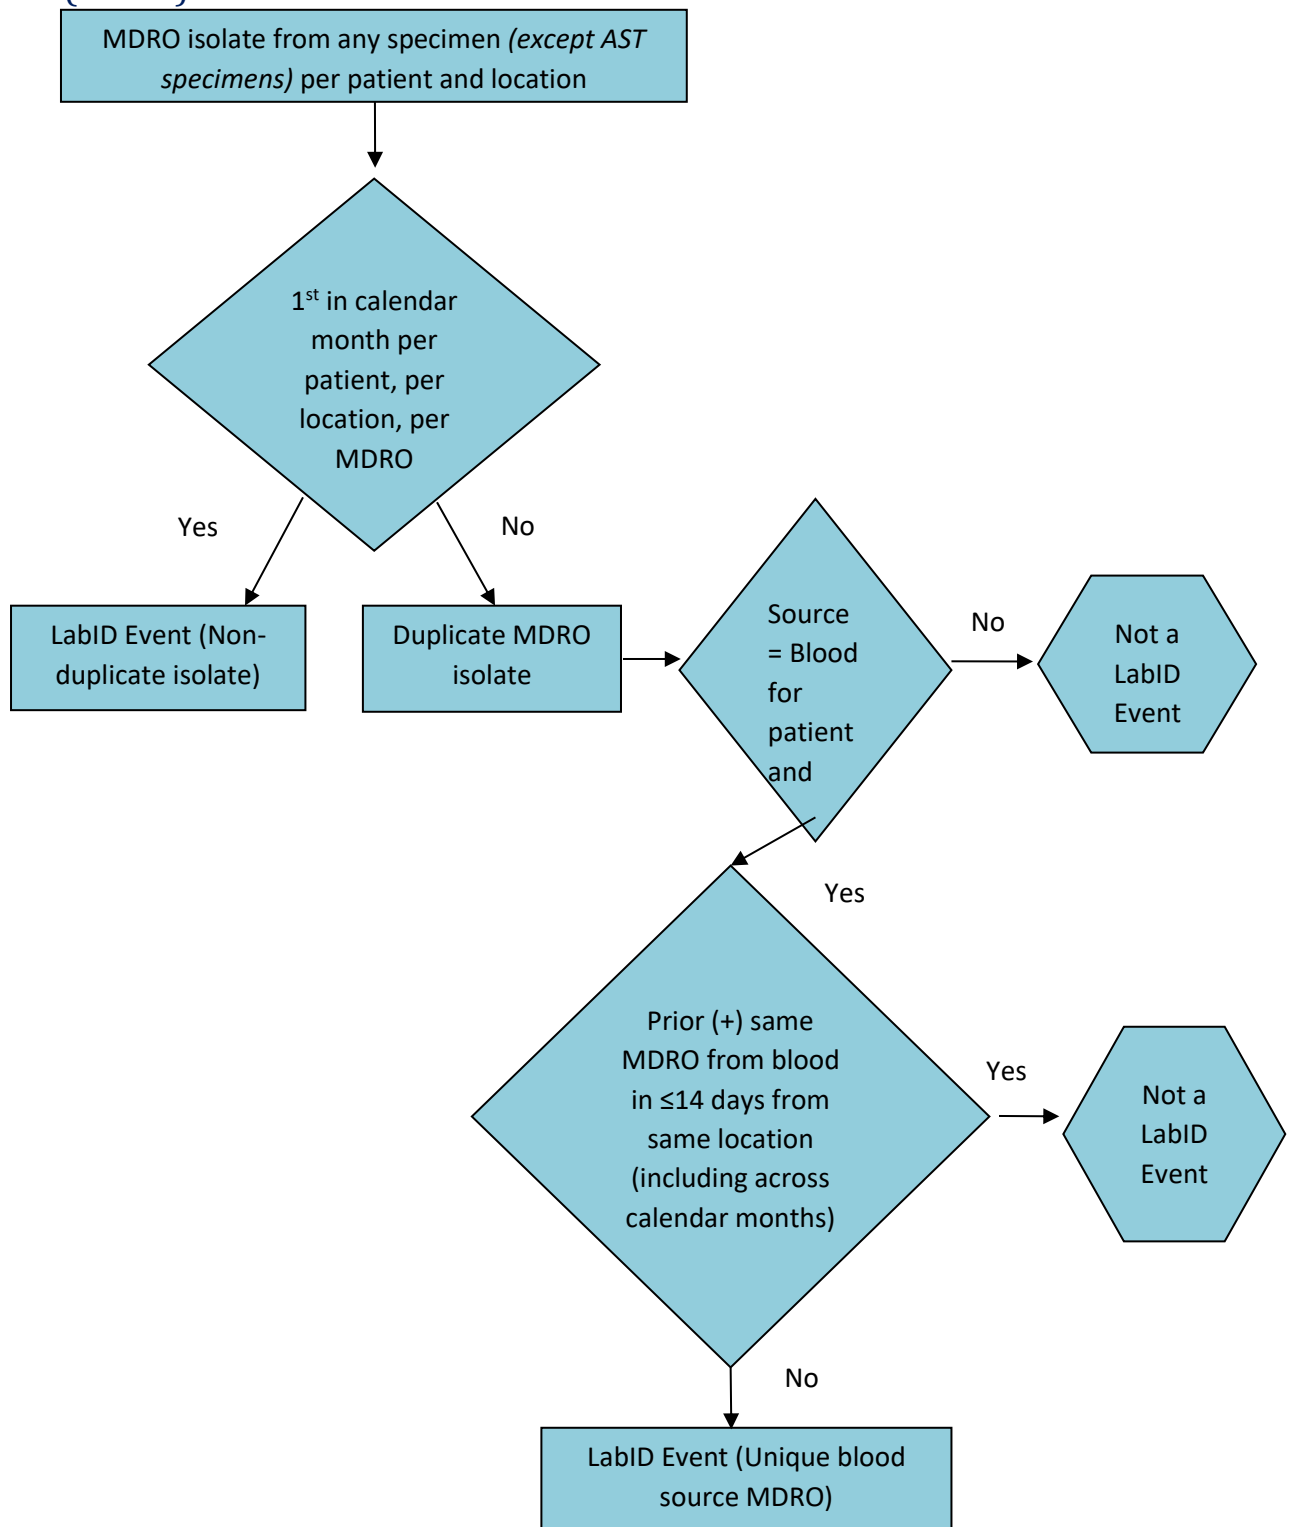 MDRO isolate from any specimen (except AST
specimens) per patient and location
1st in calendar
month per
patient, per
location, per
MDRO
Yes
No
LabID Event (Non-
duplicate isolate)
Duplicate MDRO
isolate
Source
= Blood
for
patient
and
No
Not a
LabID
Event
Yes
Prior (+) same
MDRO from blood
in ≤14 days from
same location
(including across
calendar months)
Yes
Not a
LabID
Event
No
LabID Event (Unique blood
source MDRO)